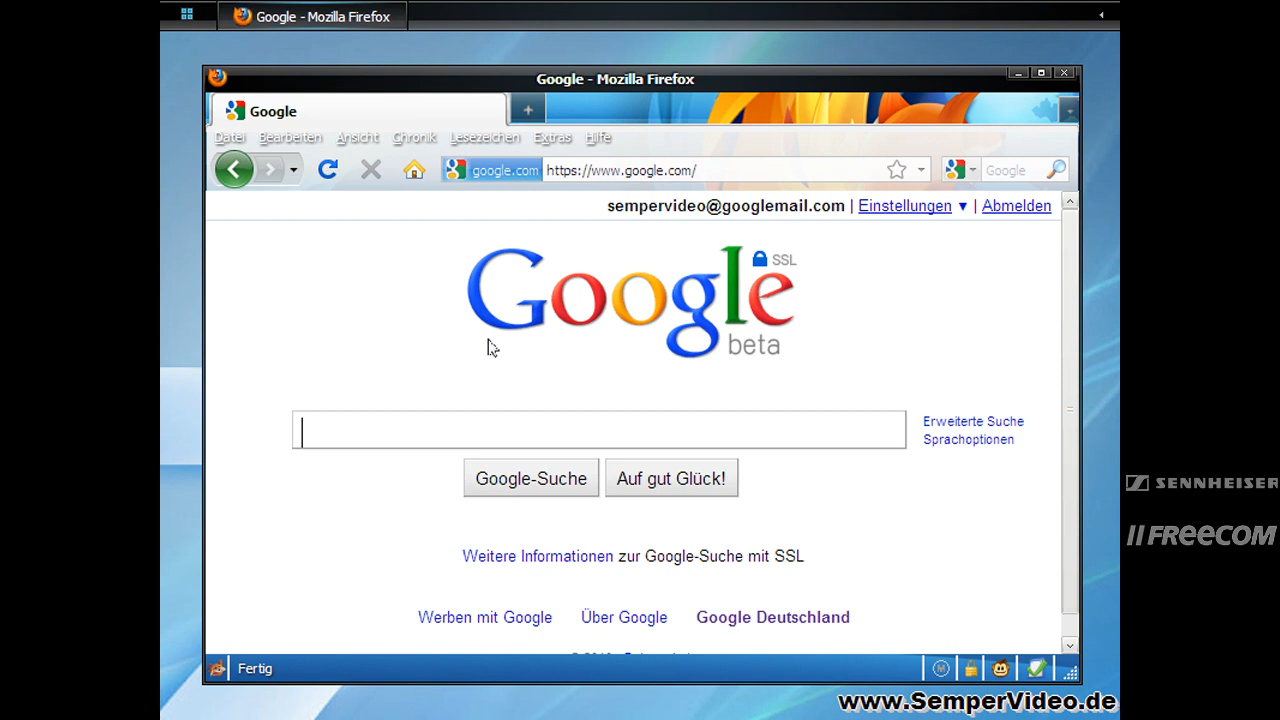 Google - Mozilla Firefox
Google - Mozilla Firefox
Google
Datei Bearbeiten Ansicht Chronik Lesezeichen Extras Hilfe
google.com https://www.google.com/ Google
sempervideo@googlemail.com | Einstellungen ▼ | Abmelden
Google SSL
beta
Erweiterte Suche
Sprachoptionen
Google-Suche Auf gut Glück!
SENNHEISER
FREECOM
Weitere Informationen zur Google-Suche mit SSL
Werben mit Google Über Google Google Deutschland
Fertig
www.SemperVideo.de